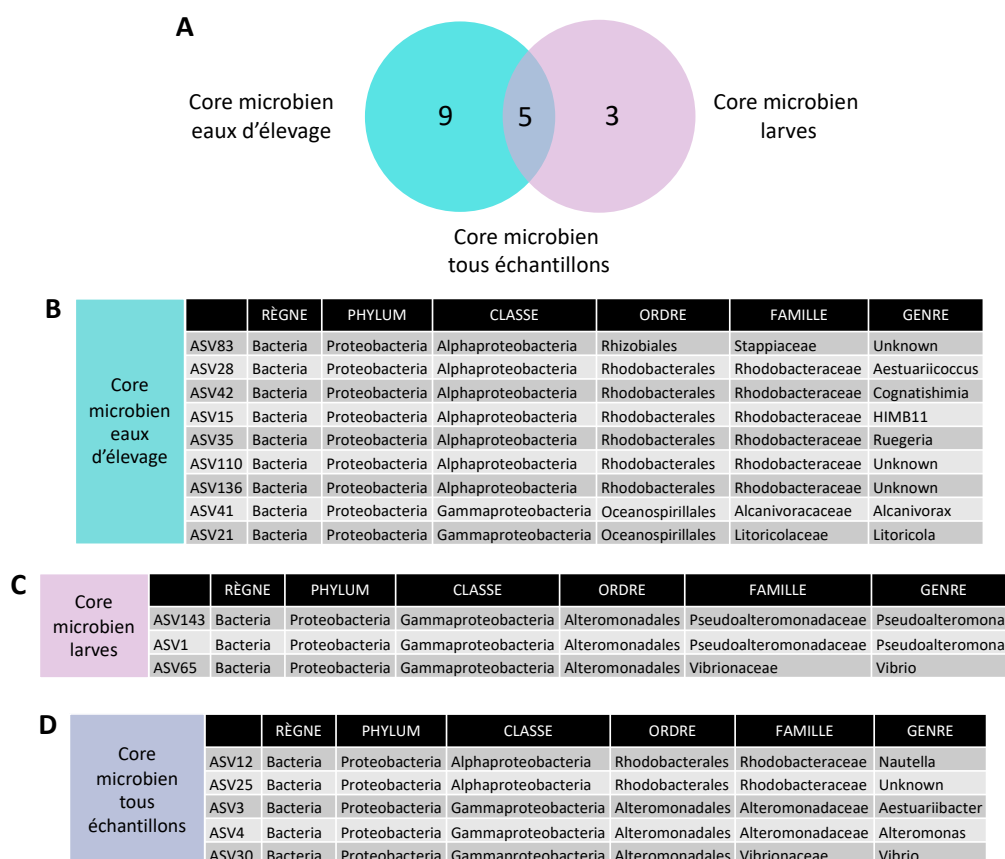 A
Core microbien
eaux d'élevage
9
5
3
Core microbien
larves
Core microbien
tous échantillons
B
Core
microbien
eaux
d'élevage
RÈGNE PHYLUM CLASSE ORDRE FAMILLE GENRE
ASV83 Bacteria Proteobacteria Alphaproteobacteria Rhizobiales Stappiaceae Unknown
ASV28 Bacteria Proteobacteria Alphaproteobacteria Rhodobacterales Rhodobacteraceae Aestuariicoccus
ASV42 Bacteria Proteobacteria Alphaproteobacteria Rhodobacterales Rhodobacteraceae Cognatishimia
ASV15 Bacteria Proteobacteria Alphaproteobacteria Rhodobacterales Rhodobacteraceae HIMB11
ASV35 Bacteria Proteobacteria Alphaproteobacteria Rhodobacterales Rhodobacteraceae Ruegeria
ASV110 Bacteria Proteobacteria Alphaproteobacteria Rhodobacterales Rhodobacteraceae Unknown
ASV136 Bacteria Proteobacteria Alphaproteobacteria Rhodobacterales Rhodobacteraceae Unknown
ASV41 Bacteria Proteobacteria Gammaproteobacteria Oceanospirillales Alcanivoracaceae Alcanivorax
ASV21 Bacteria Proteobacteria Gammaproteobacteria Oceanospirillales Litoricolaceae Litoricola
C
Core
microbien
larves
RÈGNE PHYLUM CLASSE ORDRE FAMILLE GENRE
ASV143 Bacteria Proteobacteria Gammaproteobacteria Alteromonadales Pseudoalteromonadaceae Pseudoalteromona
ASV1 Bacteria Proteobacteria Gammaproteobacteria Alteromonadales Pseudoalteromonadaceae Pseudoalteromona
ASV65 Bacteria Proteobacteria Gammaproteobacteria Alteromonadales Vibrionaceae Vibrio
D
Core
microbien
tous
échantillons
RÈGNE PHYLUM CLASSE ORDRE FAMILLE GENRE
ASV12 Bacteria Proteobacteria Alphaproteobacteria Rhodobacterales Rhodobacteraceae Nautella
ASV25 Bacteria Proteobacteria Alphaproteobacteria Rhodobacterales Rhodobacteraceae Unknown
ASV3 Bacteria Proteobacteria Gammaproteobacteria Alteromonadales Alteromonadaceae Aestuariibacter
ASV4 Bacteria Proteobacteria Gammaproteobacteria Alteromonadales Alteromonadaceae Alteromonas
ASV30 Bacteria Proteobacteria Gammaproteobacteria Alteromonadales Vibrionaceae Vibrio